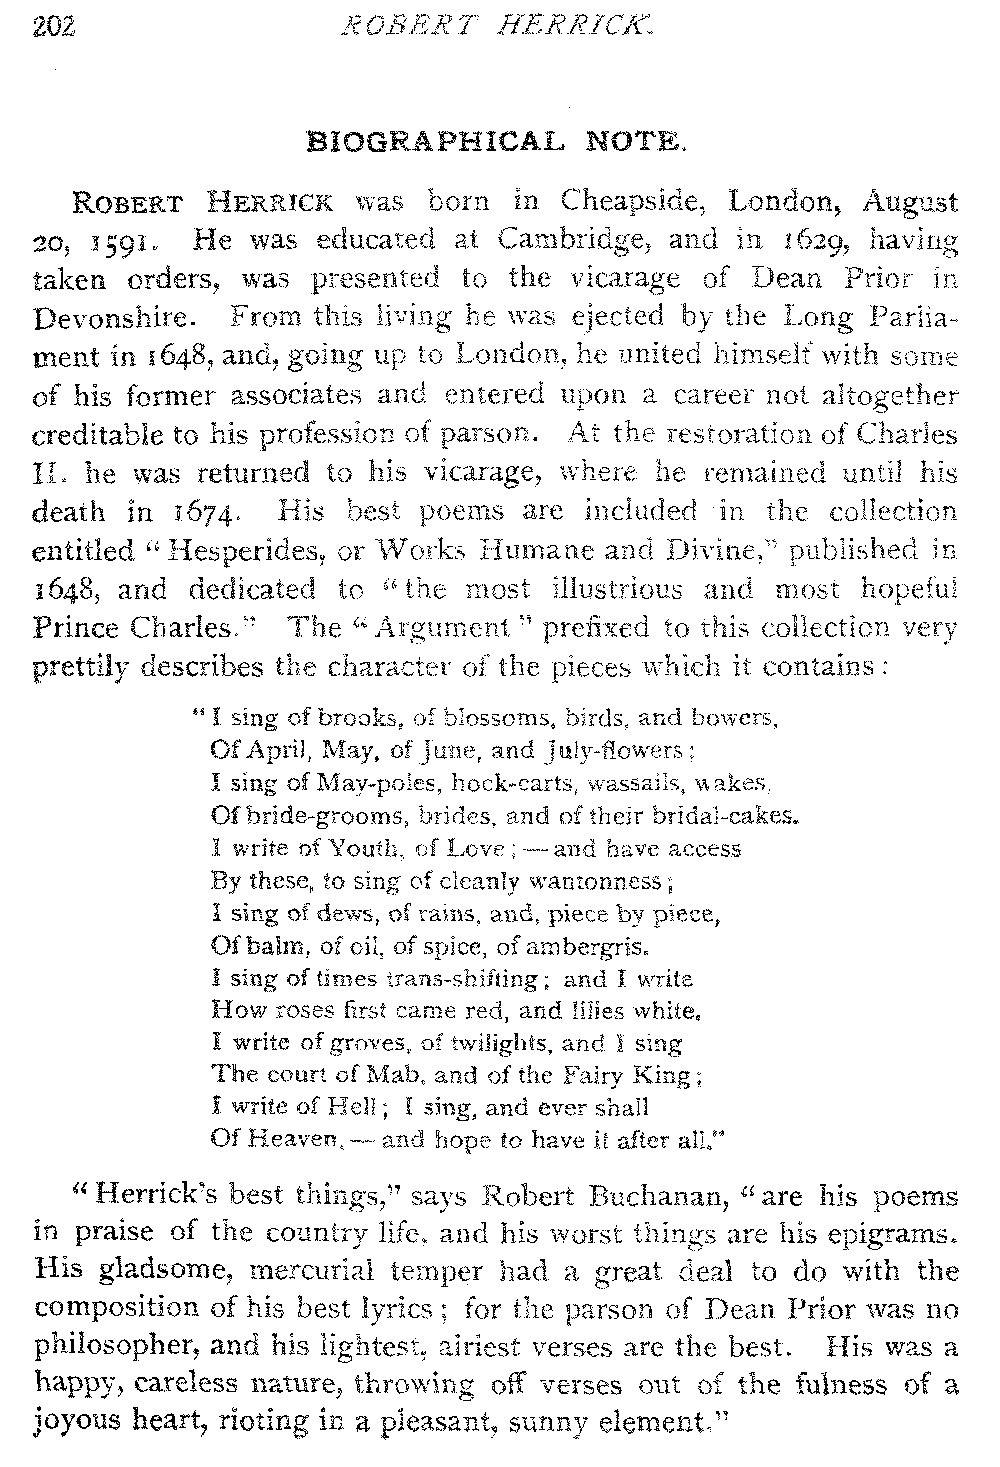 202 ROBERT HERRICK.
BIOGRAPHICAL NOTE.
ROBERT HERRICK was born in Cheapside, London, August
20, 1591. He was educated at Cambridge, and in 1629, having
taken orders, was presented to the vicarage of Dean Prior in
Devonshire. From this living he was ejected by the Long Parlia-
ment in 1648, and, going up to London, he united himself with some
of his former associates and entered upon a career not altogether
creditable to his profession of parson. At the restoration of Charles
II. he was returned to his vicarage, where he remained until his
death in 1674. His best poems are included in the collection
entitled “Hesperides, or Works Humane and Divine,” published in
1648, and dedicated to “the most illustrious and most hopeful
Prince Charles.” The “Argument” prefixed to this collection very
prettily describes the character of the pieces which it contains:
“I sing of brooks, of blossoms, birds, and bowers,
Of April, May, of June, and July-flowers;
I sing of May-poles, hock-carts, wassails, wakes,
Of bride-grooms, brides, and of their bridal-cakes.
I write of Youth, of Love;—and have access
By these, to sing of cleanly wantonness;
I sing of dews, of rains, and, piece by piece,
Of balm, of oil, of spice, of ambergris.
I sing of times trans-shifting; and I write
How roses first came red, and lilies white.
I write of groves, of twilights, and I sing
The court of Mab, and of the Fairy King;
I write of Hell; I sing, and ever shall
Of Heaven,—and hope to have it after all.”
“Herrick's best things,” says Robert Buchanan, “are his poems
in praise of the country life, and his worst things are his epigrams.
His gladsome, mercurial temper had a great deal to do with the
composition of his best lyrics; for the parson of Dean Prior was no
philosopher, and his lightest, airiest verses are the best. His was a
happy, careless nature, throwing off verses out of the fulness of a
joyous heart, rioting in a pleasant, sunny element.”